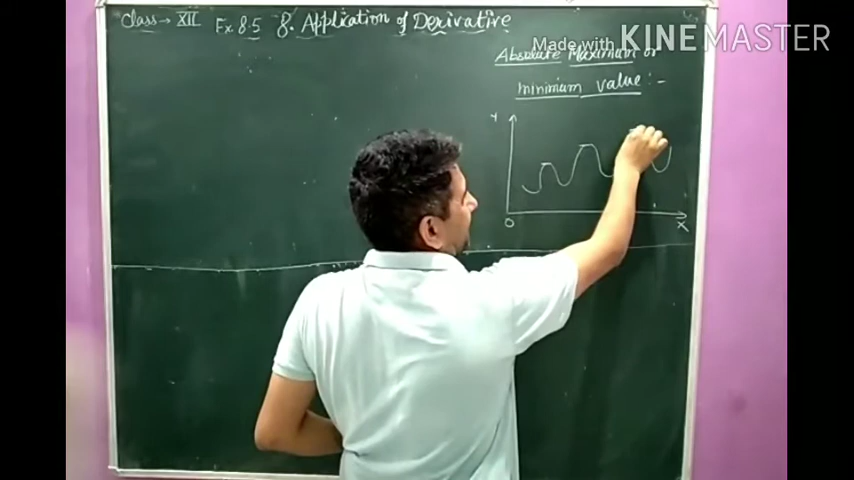 Class → XII Ex 8.5 8. Application of Derivative
Made with KINEMASTER
Absolute Maximum or
minimum value :-
Y
O
X